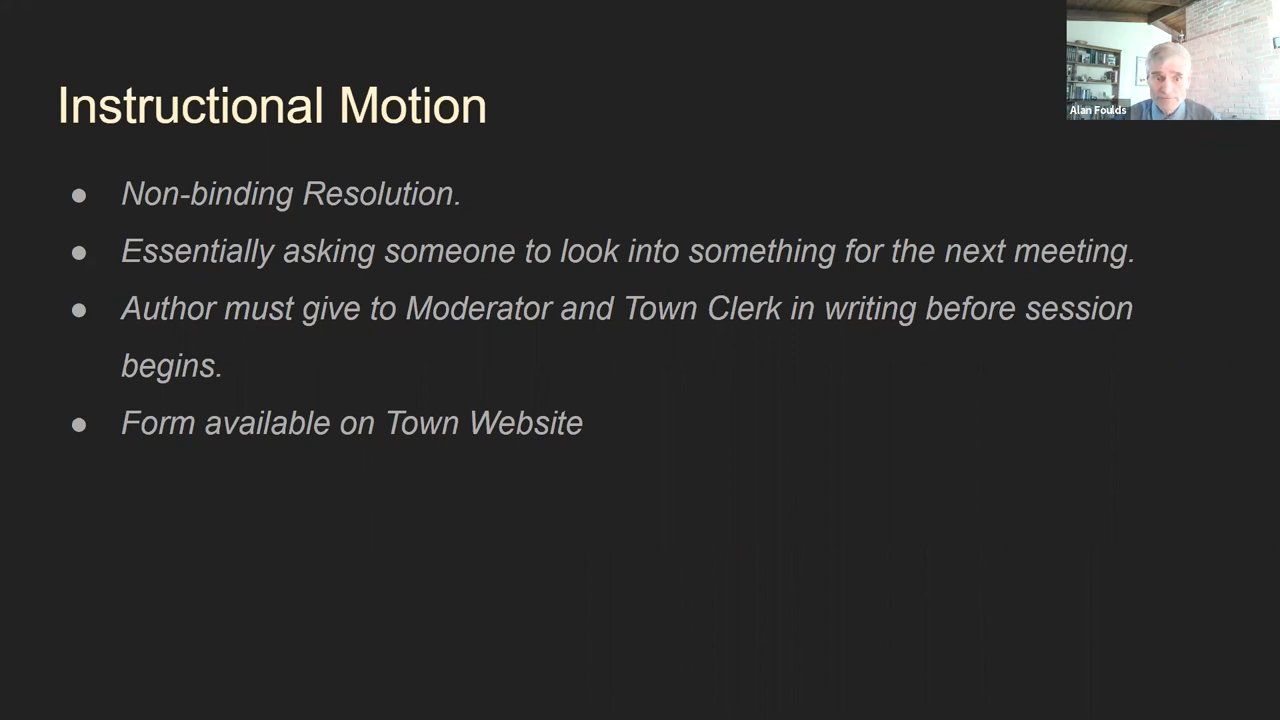 Instructional Motion
Alan Foulds
● Non-binding Resolution.
● Essentially asking someone to look into something for the next meeting.
● Author must give to Moderator and Town Clerk in writing before session
begins.
● Form available on Town Website